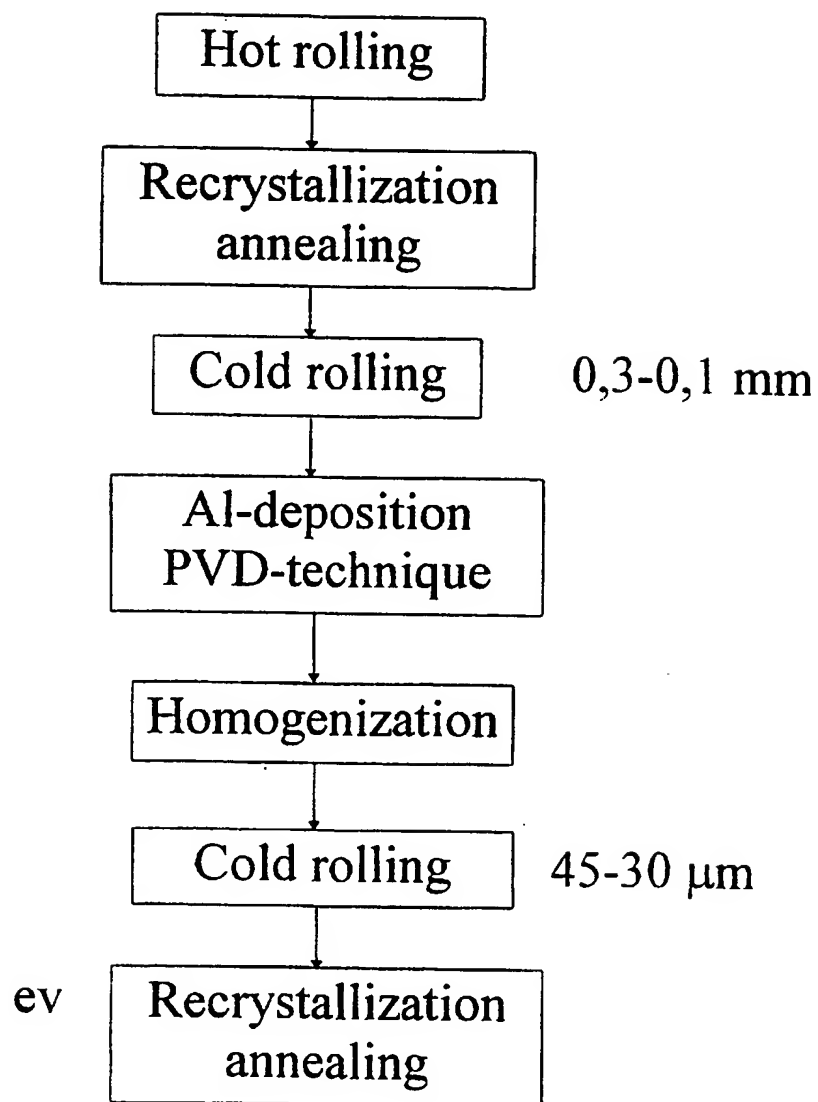 Hot rolling
Recrystallization
annealing
Cold rolling
0,3-0,1 mm
Al-deposition
PVD-technique
Homogenization
Cold rolling
45-30 μm
ev
Recrystallization
annealing